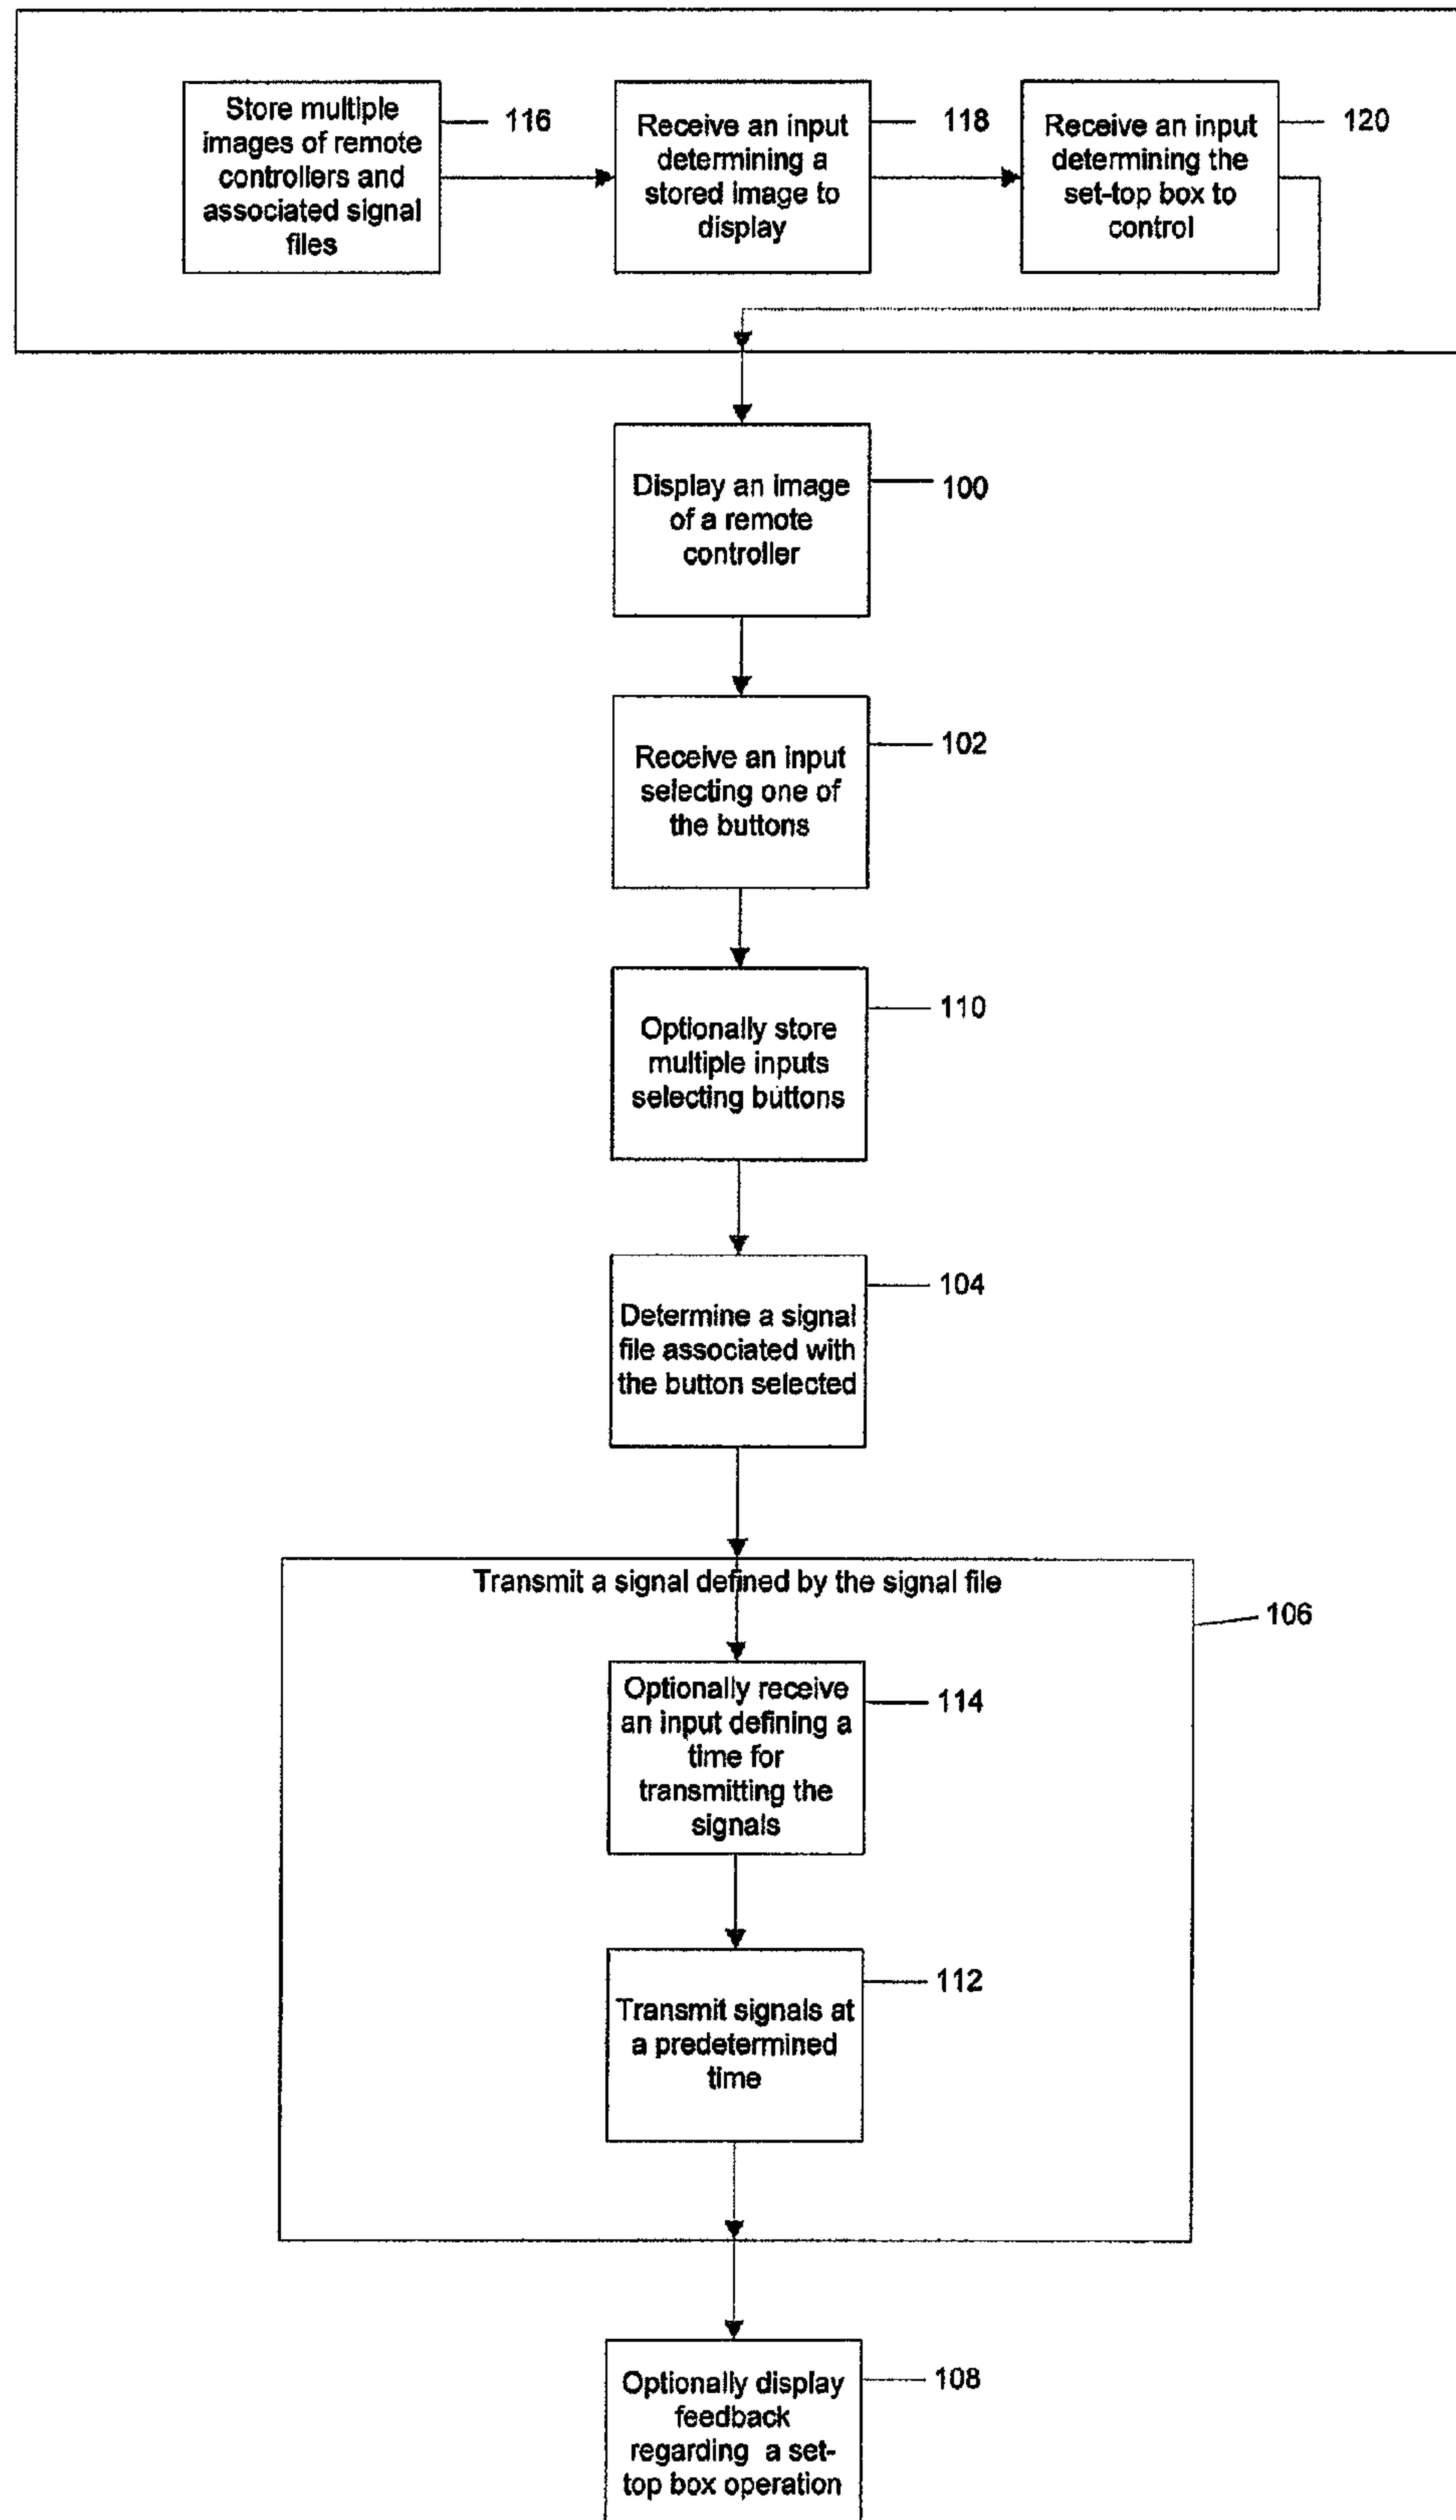 Store multiple
images of remote
controllers and
associated signal
files
116
Receive an input
determining a
stored image to
display
118
Receive an input
determining the
set-top box to
control
120
Display an image
of a remote
controller
100
Receive an input
selecting one of
the buttons
102
Optionally store
multiple inputs
selecting buttons
110
Determine a signal
file associated with
the button selected
104
Transmit a signal defined by the signal file
106
Optionally receive
an input defining a
time for
transmitting the
signals
114
Transmit signals at
a predetermined
time
112
Optionally display
feedback
regarding a set-
top box operation
108